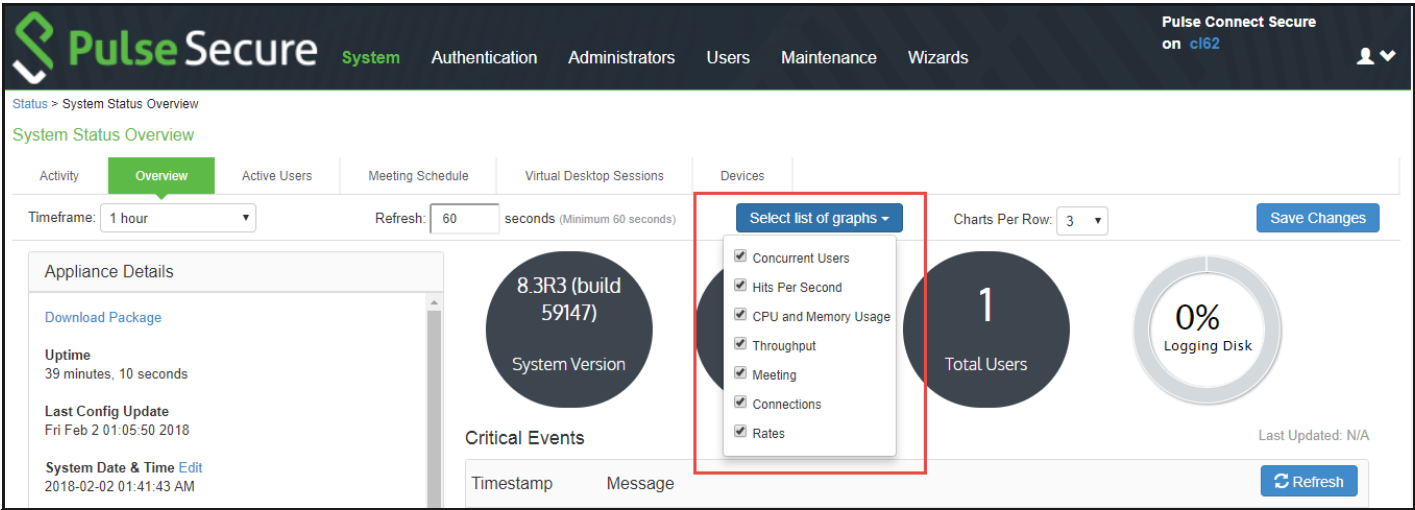 Pulse Secure
System Authentication Administrators Users Maintenance Wizards
Pulse Connect Secure
on cl62
Status > System Status Overview
System Status Overview
Activity Overview Active Users Meeting Schedule Virtual Desktop Sessions Devices
Timeframe: 1 hour Refresh: 60 seconds (Minimum 60 seconds) Select list of graphs Charts Per Row: 3 Save Changes
Appliance Details
Download Package
Uptime
39 minutes, 10 seconds
Last Config Update
Fri Feb 2 01:05:50 2018
System Date & Time Edit
2018-02-02 01:41:43 AM
8.3R3 (build
59147)
System Version
Concurrent Users
Hits Per Second
CPU and Memory Usage
Throughput
Meeting
Connections
Rates
1
Total Users
0%
Logging Disk
Critical Events
Last Updated: N/A
Timestamp Message Refresh